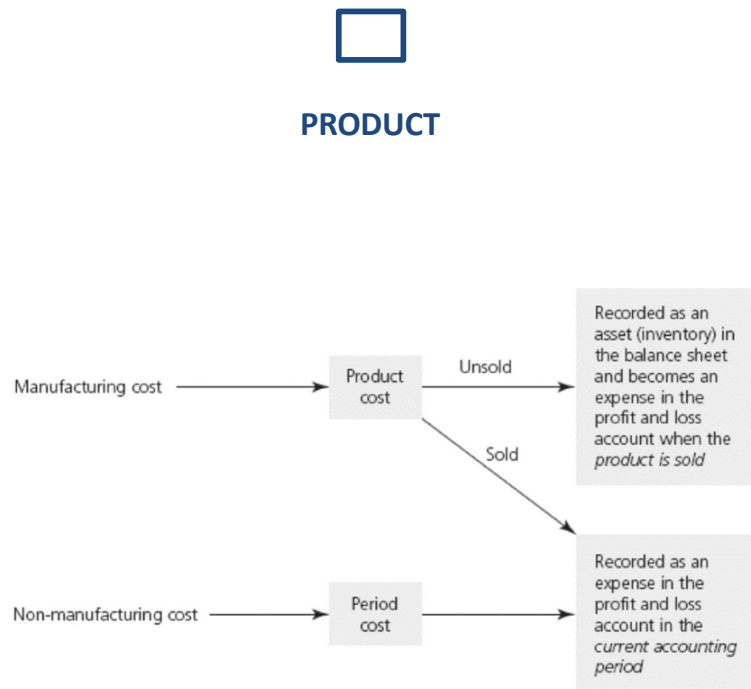 PRODUCT
Recorded as an
asset (inventory) in
the balance sheet
and becomes an
expense in the
profit and loss
account when the
product is sold
Unsold
Manufacturing cost
Product
cost
Sold
Recorded as an
expense in the
profit and loss
account in the
current accounting
period
Non-manufacturing cost
Period
cost